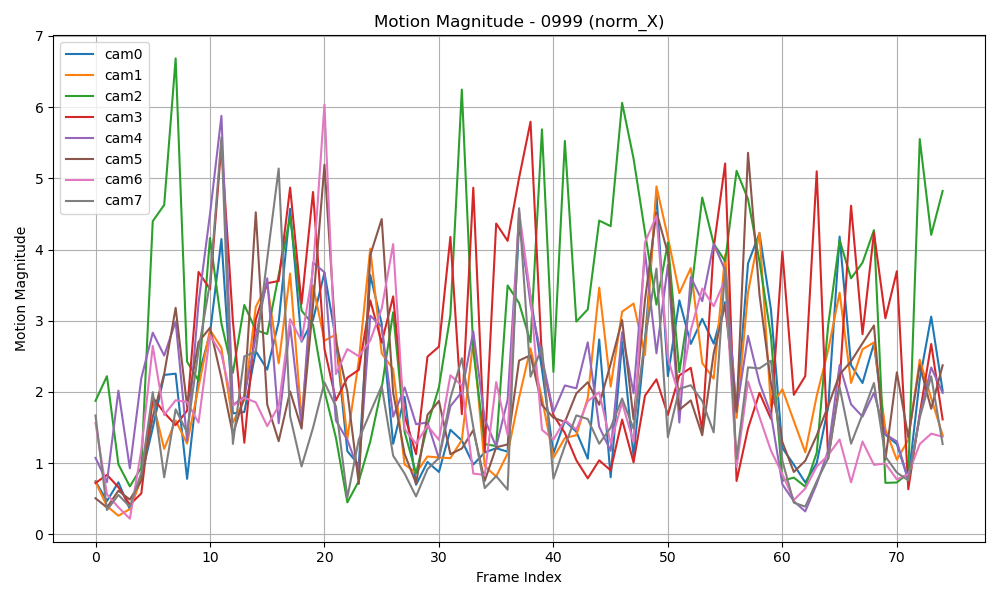 Motion Magnitude - 0999 (norm_X)
7
6
5
4
3
2
1
0
Motion Magnitude
cam0
cam1
cam2
cam3
cam4
cam5
cam6
cam7
0 10 20 30 40 50 60 70
Frame Index